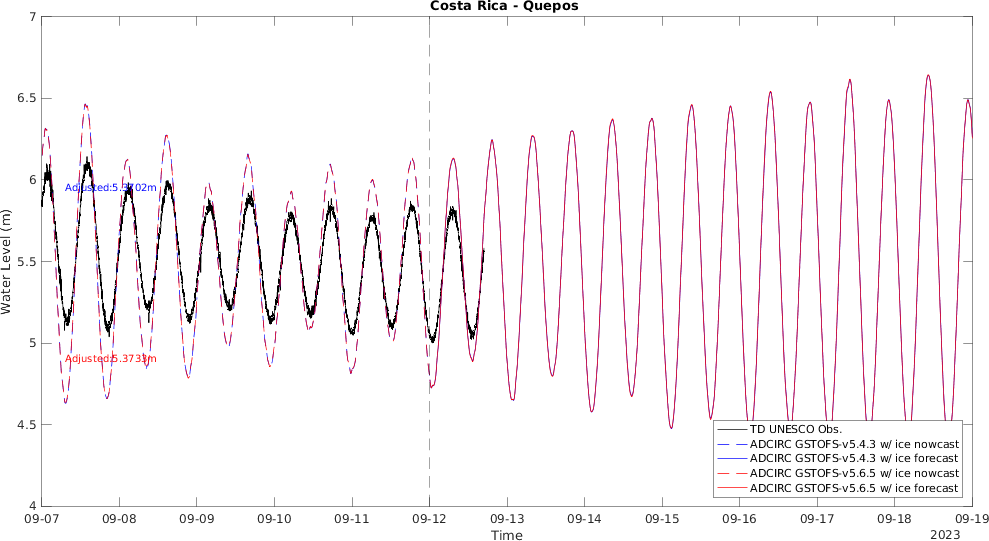 Costa Rica - Quepos
Water Level (m)
7
6.5
6
5.5
5
4.5
4
Adjusted:5.3702m
Adjusted:5.3733m
TD UNESCO Obs.
ADCIRC GSTOFS-v5.4.3 w/ ice nowcast
ADCIRC GSTOFS-v5.4.3 w/ ice forecast
ADCIRC GSTOFS-v5.6.5 w/ ice nowcast
ADCIRC GSTOFS-v5.6.5 w/ ice forecast
09-07 09-08 09-09 09-10 09-11 09-12 09-13 09-14 09-15 09-16 09-17 09-18 09-19
Time
2023